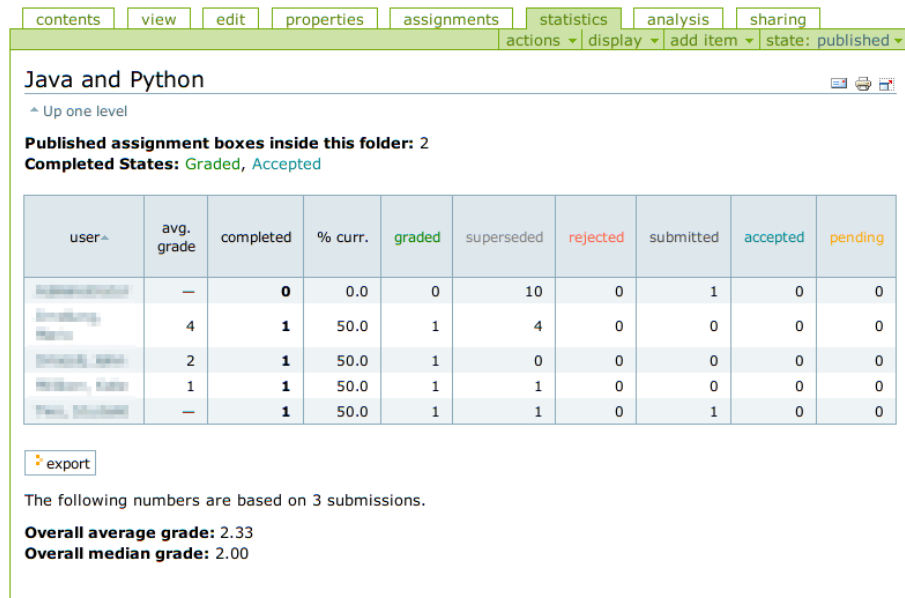 contents view edit properties assignments statistics analysis sharing
actions display add item state: published
Java and Python
Up one level
Published assignment boxes inside this folder: 2
Completed States: Graded, Accepted
user avg. grade completed % curr. graded superseded rejected submitted accepted pending
— 0 0.0 0 10 0 1 0 0
4 1 50.0 1 4 0 0 0 0
2 1 50.0 1 0 0 0 0 0
1 1 50.0 1 1 0 0 0 0
— 1 50.0 1 1 0 1 0 0
export
The following numbers are based on 3 submissions.
Overall average grade: 2.33
Overall median grade: 2.00